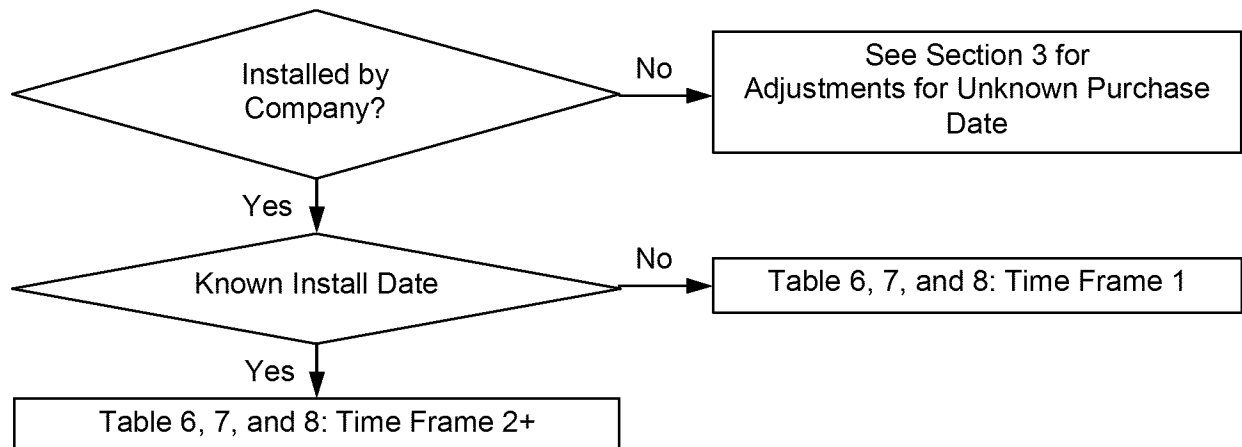 Installed by
Company?
No
See Section 3 for
Adjustments for Unknown Purchase
Date
Yes
Known Install Date
No
Table 6, 7, and 8: Time Frame 1
Yes
Table 6, 7, and 8: Time Frame 2+